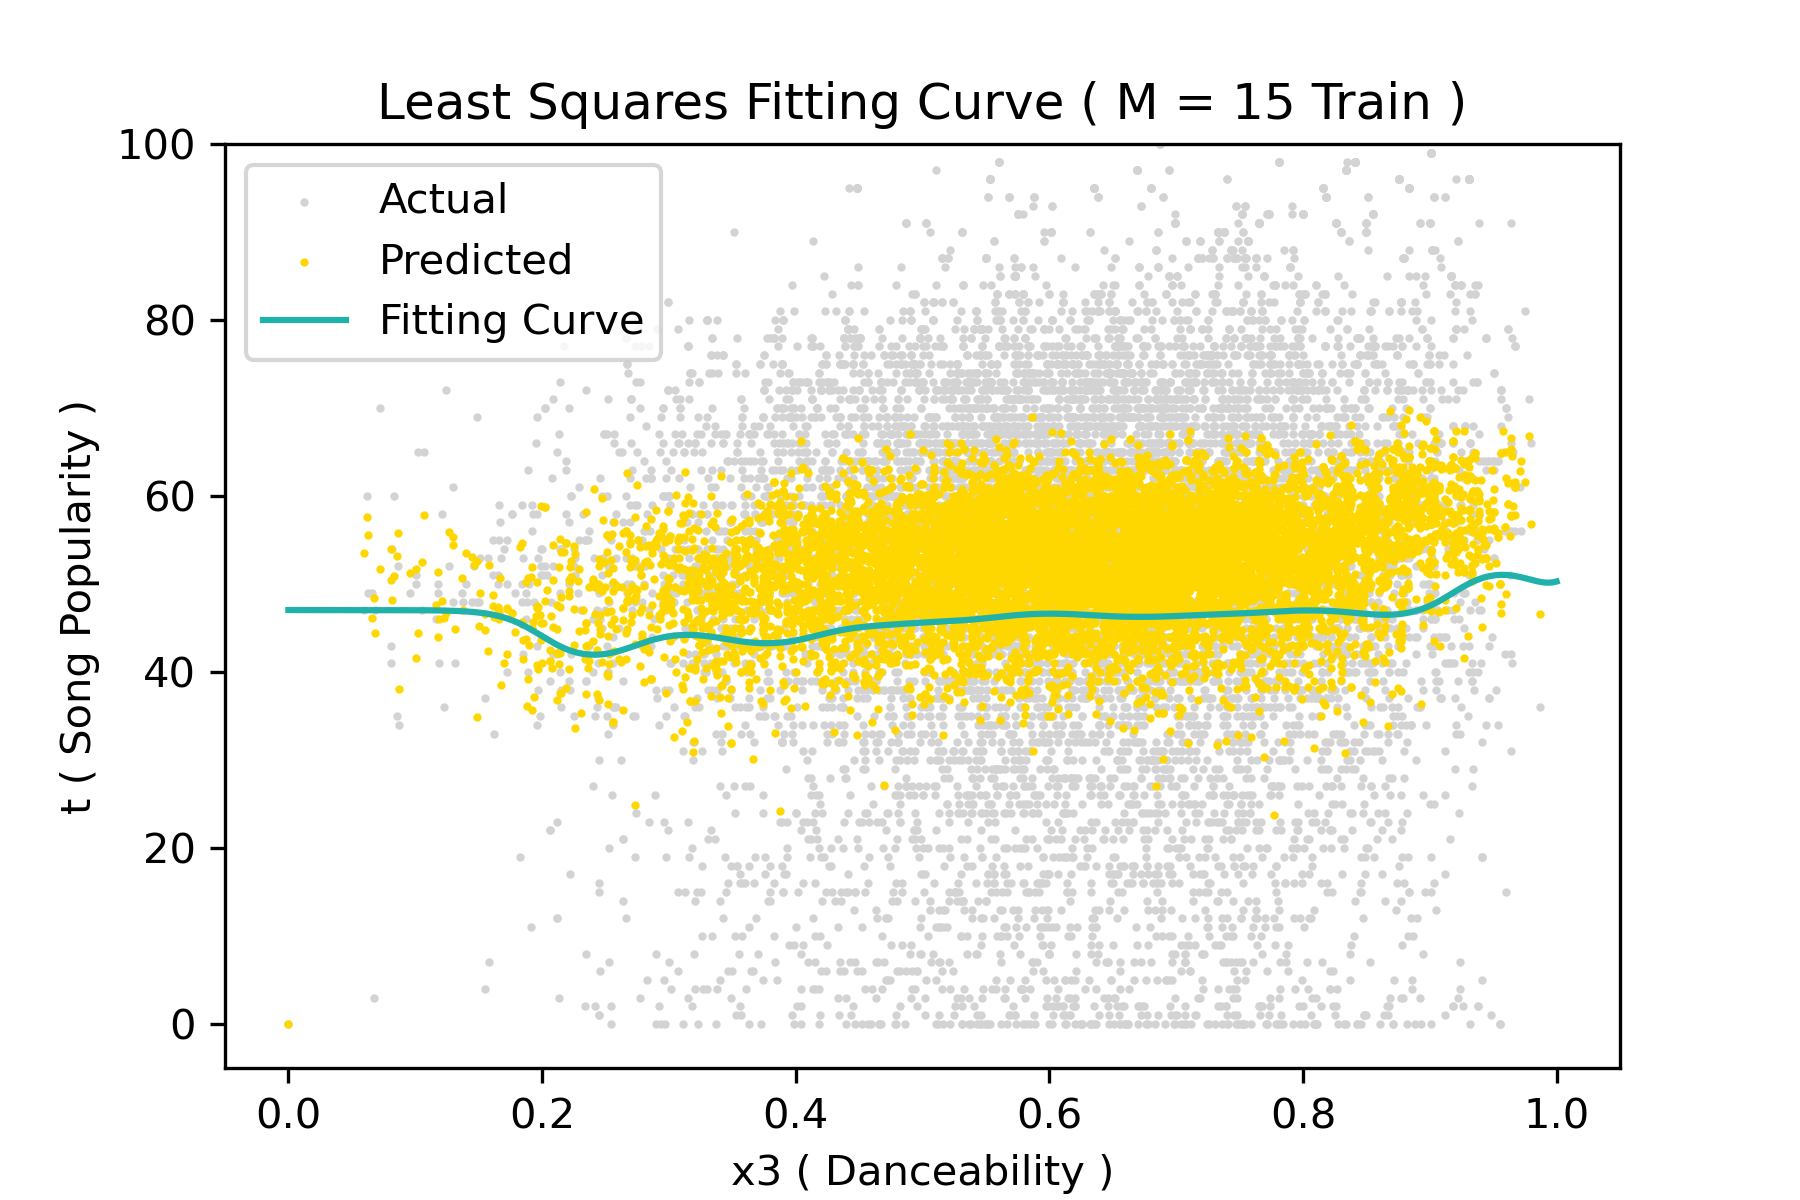 Least Squares Fitting Curve ( M = 15 Train )
100
80
60
40
20
0
t ( Song Popularity )
Actual
Predicted
Fitting Curve
0.0 0.2 0.4 0.6 0.8 1.0
x3 ( Danceability )